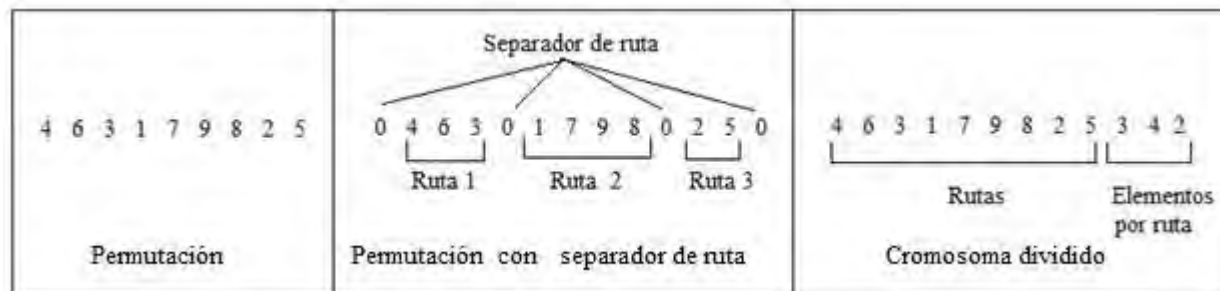 4 6 3 1 7 9 8 2 5
Permutación
Separador de ruta
0 4 6 3 0 1 7 9 8 0 2 5 0
Ruta 1 Ruta 2 Ruta 3
Permutación con separador de ruta
4 6 3 1 7 9 8 2 5 3 4 2
Rutas
Elementos
por ruta
Cromosoma dividido